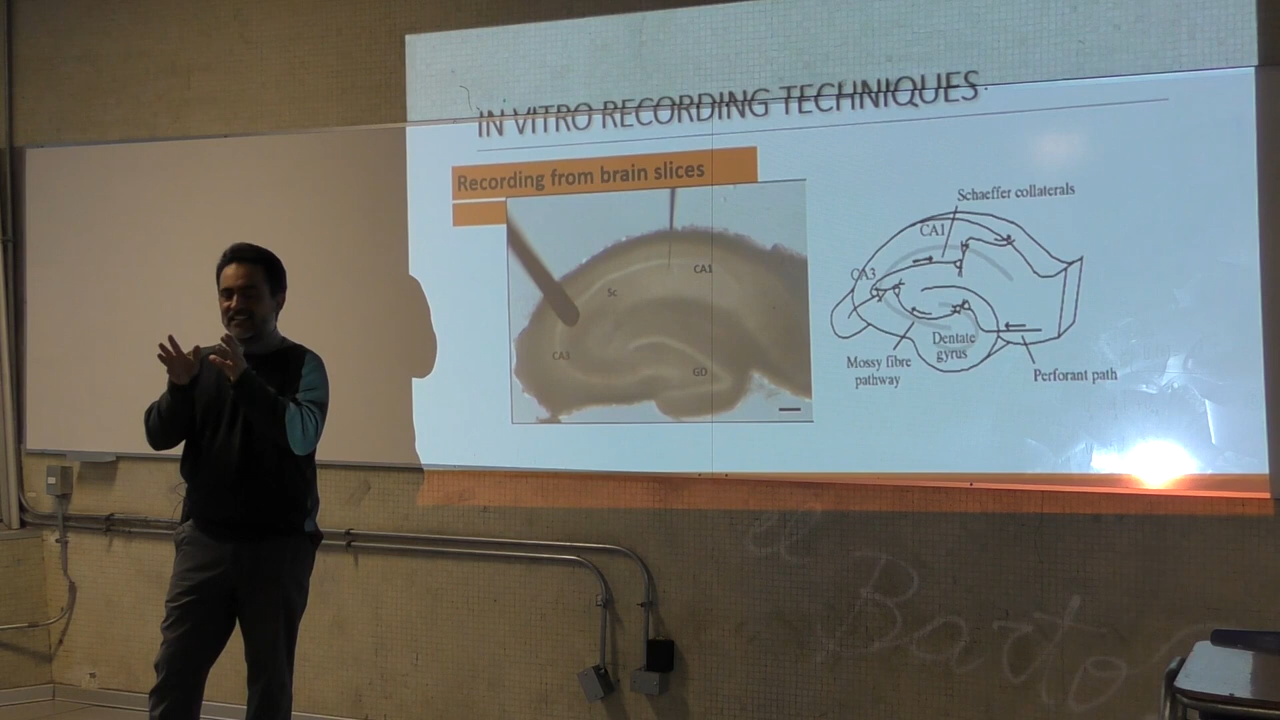 IN VITRO RECORDING TECHNIQUES
Recording from brain slices
CA1
Sc
CA3
GD
Schaeffer collaterals
CA1
CA3
Dentate
gyrus
Mossy fibre
pathway
Perforant path
"Barto